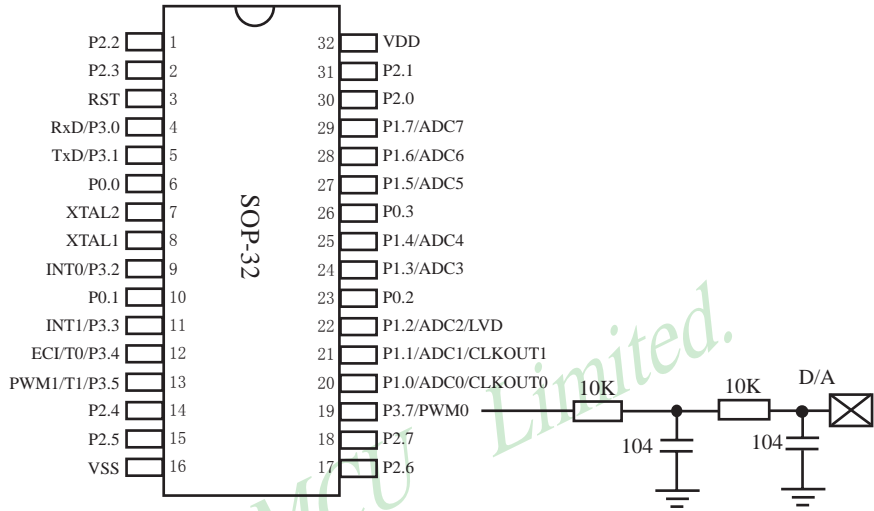 P2.2 1 32 VDD
P2.3 2 31 P2.1
RST 3 30 P2.0
RxD/P3.0 4 29 P1.7/ADC7
TxD/P3.1 5 28 P1.6/ADC6
P0.0 6 27 P1.5/ADC5
XTAL2 7 26 P0.3
XTAL1 8 25 P1.4/ADC4
INT0/P3.2 9 24 P1.3/ADC3
P0.1 10 23 P0.2
INT1/P3.3 11 22 P1.2/ADC2/LVD
ECI/T0/P3.4 12 21 P1.1/ADC1/CLKOUT1
PWM1/T1/P3.5 13 20 P1.0/ADC0/CLKOUT0
P2.4 14 19 P3.7/PWM0
P2.5 15 18 P2.7
VSS 16 17 P2.6
SOP-32
10K 10K D/A
104 104
MCU Limited.